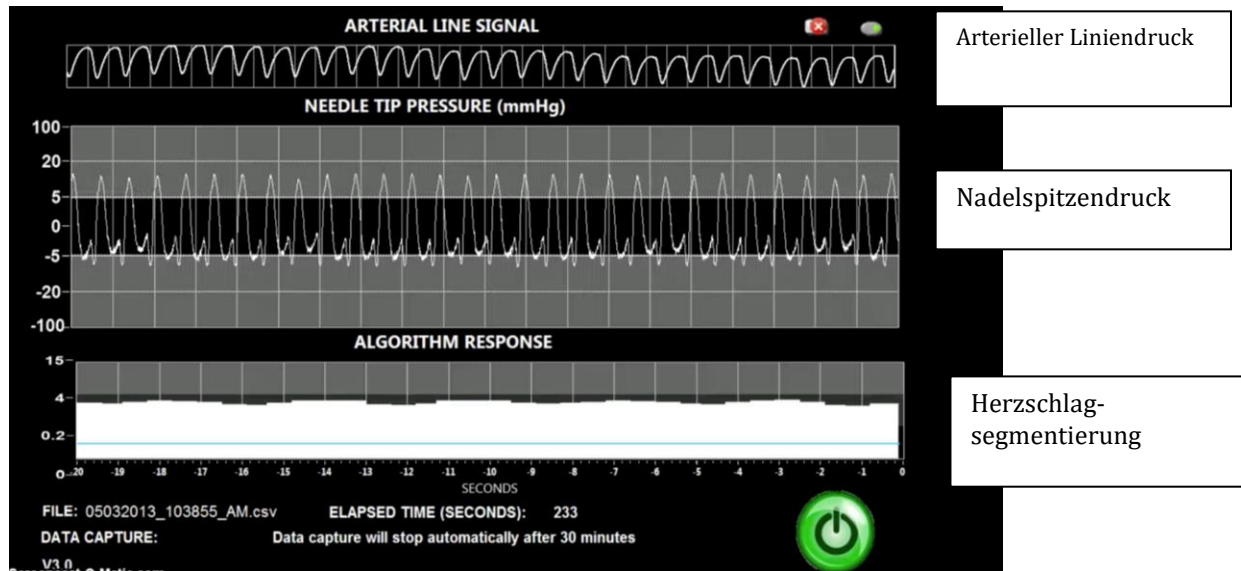 ARTERIAL LINE SIGNAL
Arterieller Liniendruck
NEEDLE TIP PRESSURE (mmHg)
100
20
5
0
-5
-20
-100
Nadelspitzendruck
ALGORITHM RESPONSE
15
4
0.2
0
Herzschlag-
segmentierung
-20 -19 -18 -17 -16 -15 -14 -13 -12 -11 -10 -9 -8 -7 -6 -5 -4 -3 -2 -1 0
SECONDS
FILE: 05032013_103855_AM.csv ELAPSED TIME (SECONDS): 233
DATA CAPTURE: Data capture will stop automatically after 30 minutes
V3.0